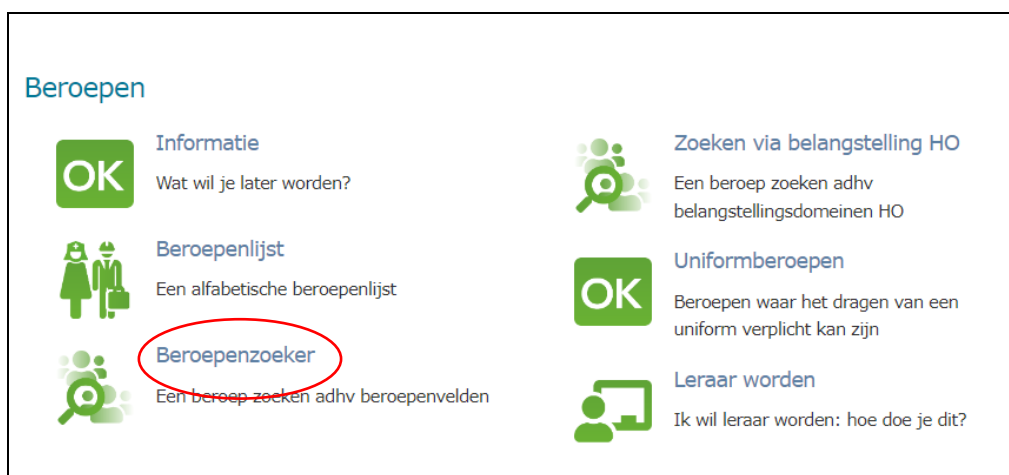 Beroepen
OK
Informatie
Wat wil je later worden?
Beroepenlijst
Een alfabetische beroepenlijst
Beroepenzoeker
Een beroep zoeken adhv beroepenvelden
Zoeken via belangstelling HO
Een beroep zoeken adhv
belangstellingsdomeinen HO
OK
Uniformberoepen
Beroepen waar het dragen van een
uniform verplicht kan zijn
Leraar worden
Ik wil leraar worden: hoe doe je dit?